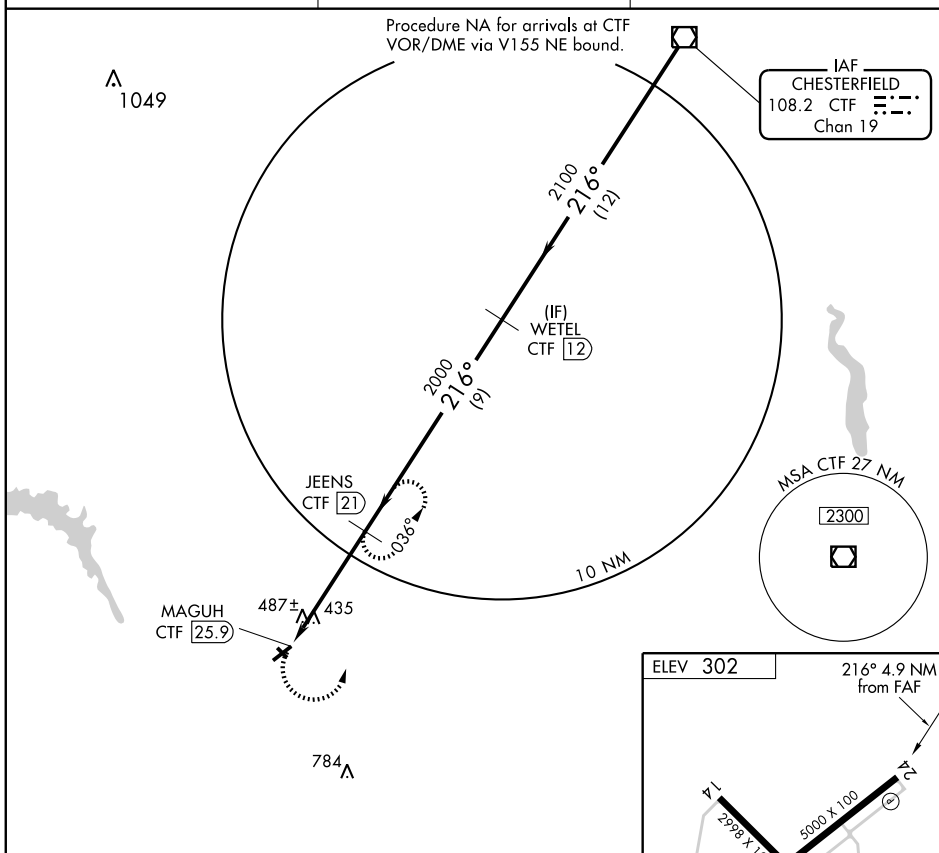 Procedure NA for arrivals at CTF
VOR/DME via V155 NE bound.
1049
IAF
CHESTERFIELD
108.2 CTF
Chan 19
2100
216°
(12)
(IF)
WETEL
CTF 12
2000
216°
(9)
JEENS
CTF 21
036°
10 NM
MSA CTF 27 NM
2300
487±
435
MAGUH
CTF 25.9
784
ELEV 302
216° 4.9 NM
from FAF
14
24
5000 X 100
P